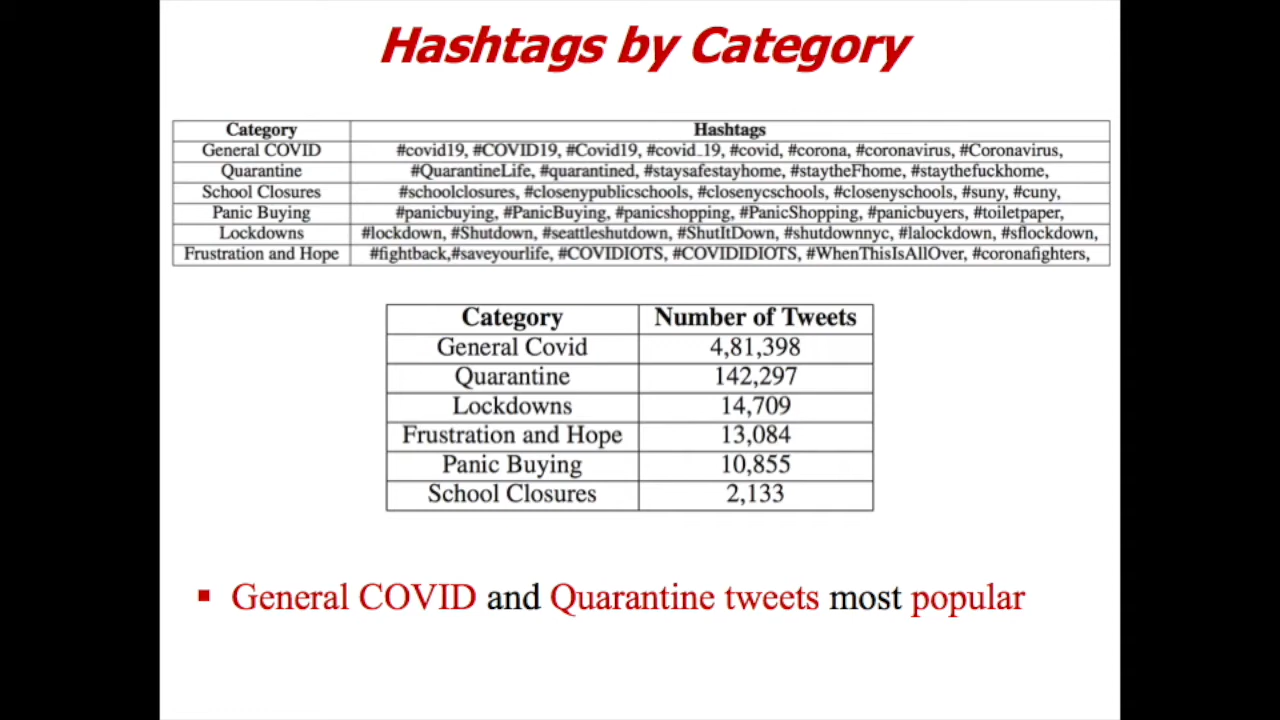 Hashtags by Category
Category Hashtags
General COVID #covid19, #COVID19, #Covid19, #covid_19, #covid, #corona, #coronavirus, #Coronavirus,
Quarantine #QuarantineLife, #quarantined, #staysafestayhome, #staytheFhome, #staythefuckhome,
School Closures #schoolclosures, #closenypublicschools, #closenycschools, #closenyschools, #suny, #cuny,
Panic Buying #panicbuying, #PanicBuying, #panicshopping, #PanicShopping, #panicbuyers, #toiletpaper,
Lockdowns #lockdown, #Shutdown, #seattleshutdown, #ShutItDown, #shutdownnyc, #lalockdown, #sflockdown,
Frustration and Hope #fightback,#saveyourlife, #COVIDIOTS, #COVIDIDIOTS, #WhenThisIsAllOver, #coronafighters,
Category Number of Tweets
General Covid 4,81,398
Quarantine 142,297
Lockdowns 14,709
Frustration and Hope 13,084
Panic Buying 10,855
School Closures 2,133
▪ General COVID and Quarantine tweets most popular